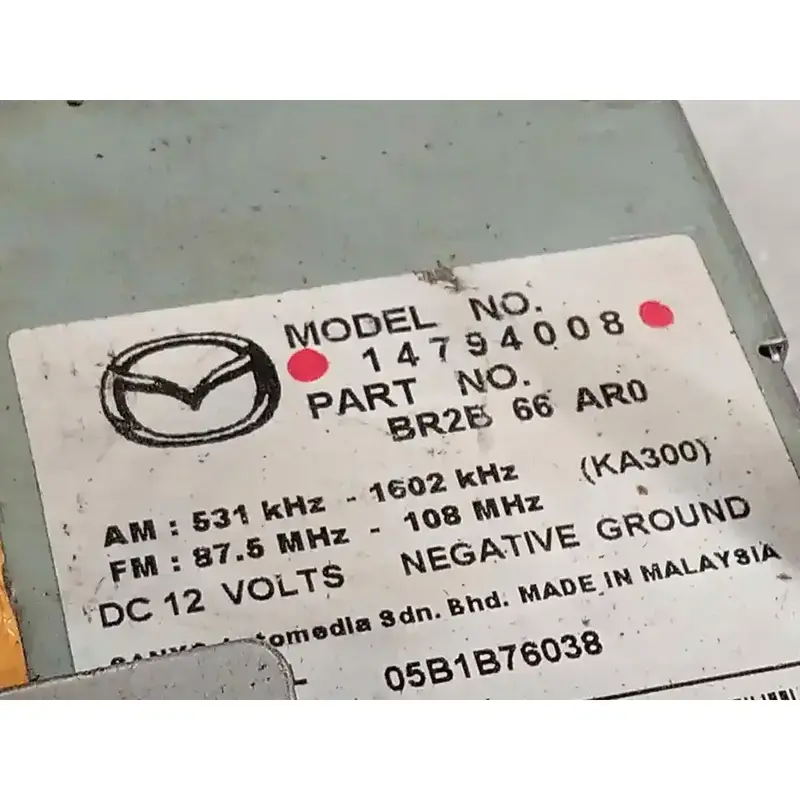 MODEL NO.
14794008
PART NO.
BR2E 66 AR0
AM : 531 kHz - 1602 kHz (KA300)
FM : 87.5 MHz - 108 MHz
DC 12 VOLTS NEGATIVE GROUND
Sdn. Bhd. MADE IN MALAYSIA
05B1B76038